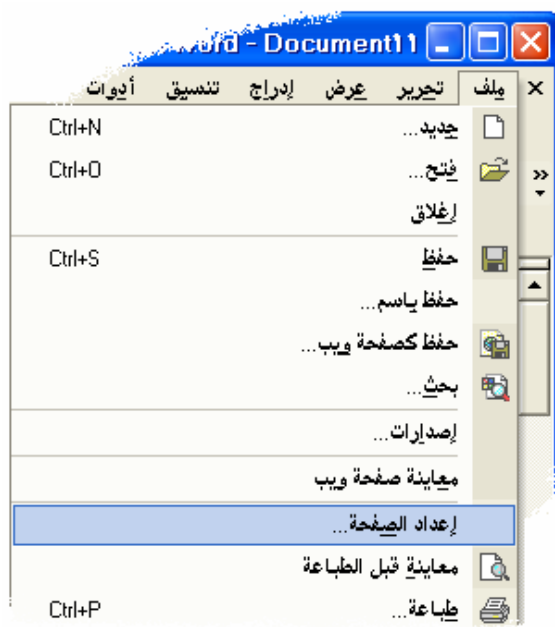 Word - Document11
ملف تحرير عرض إدراج تنسيق أدوات
جديد... Ctrl+N
فتح... Ctrl+O
إغلاق
حفظ Ctrl+S
حفظ باسم...
حفظ كصفحة ويب...
بحث...
إصدارات...
معاينة صفحة ويب
إعداد الصفحة...
معاينة قبل الطباعة
طباعة... Ctrl+P